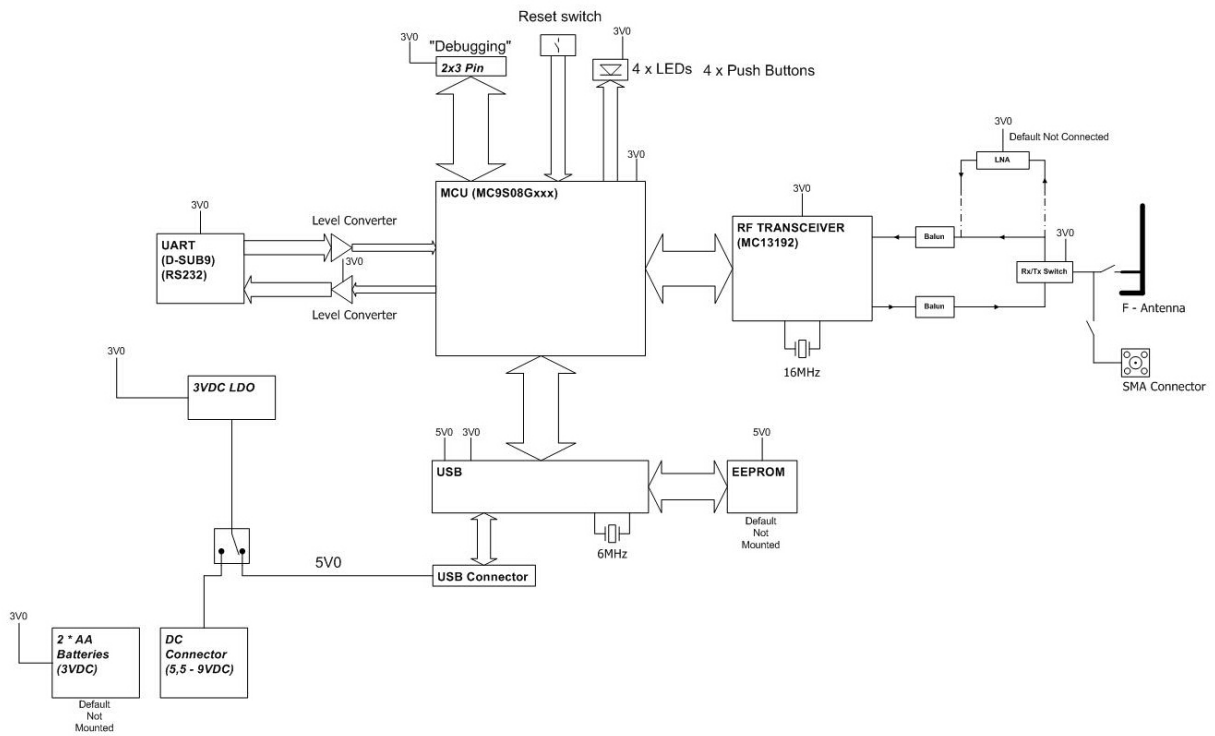 Reset switch
3V0
"Debugging"
2x3 Pin
3V0
4 x LEDs 4 x Push Buttons
3V0
MCU (MC9S08Gxxx)
3V0
Default Not Connected
LNA
3V0
UART
(D-SUB9)
(RS232)
Level Converter
3V0
Level Converter
3V0
RF TRANSCEIVER
(MC13192)
16MHz
Balun
Balun
3V0
Rx/Tx Switch
F - Antenna
SMA Connector
3V0
3VDC LDO
5V0
3V0
USB
6MHz
5V0
EEPROM
Default
Not
Mounted
5V0
USB Connector
3V0
2 * AA
Batteries
(3VDC)
Default
Not
Mounted
DC
Connector
(5,5 - 9VDC)